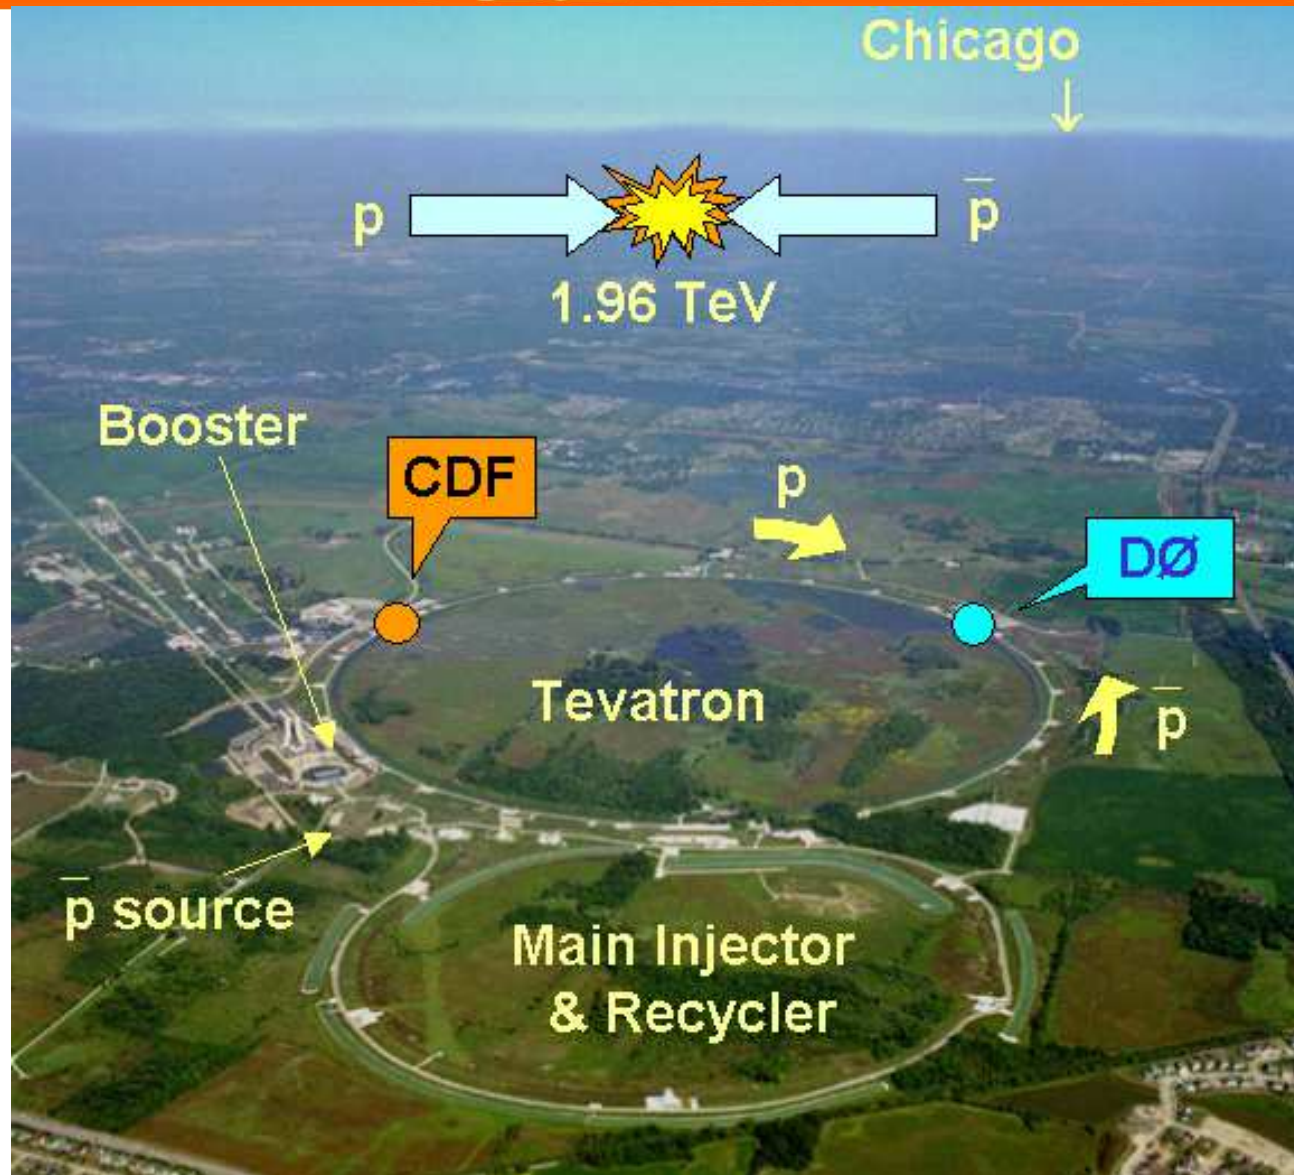 Chicago
p
p̅
1.96 TeV
Booster
CDF
p
DØ
Tevatron
p̅
p̅ source
Main Injector
& Recycler